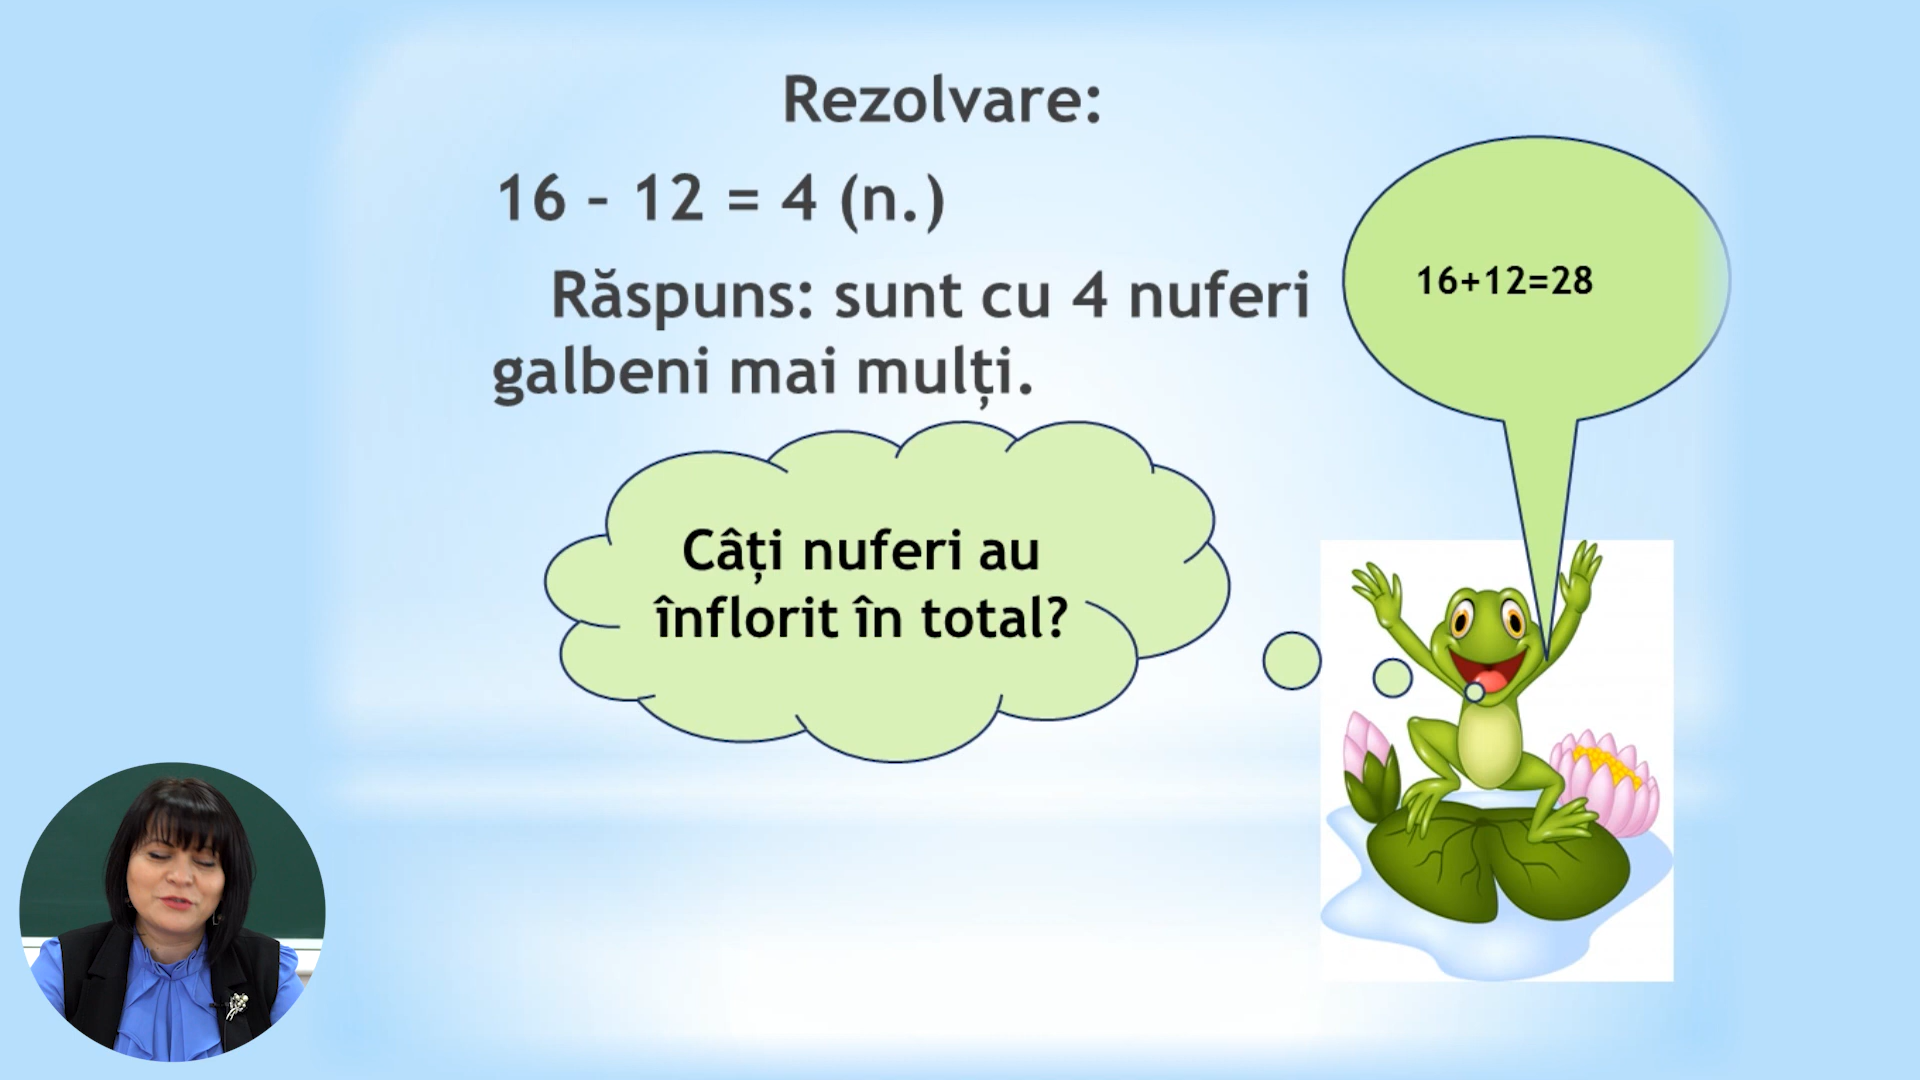 Rezolvare:
16 – 12 = 4 (n.)
Răspuns: sunt cu 4 nuferi
galbeni mai mulți.
16+12=28
Câți nuferi au
înflorit în total?